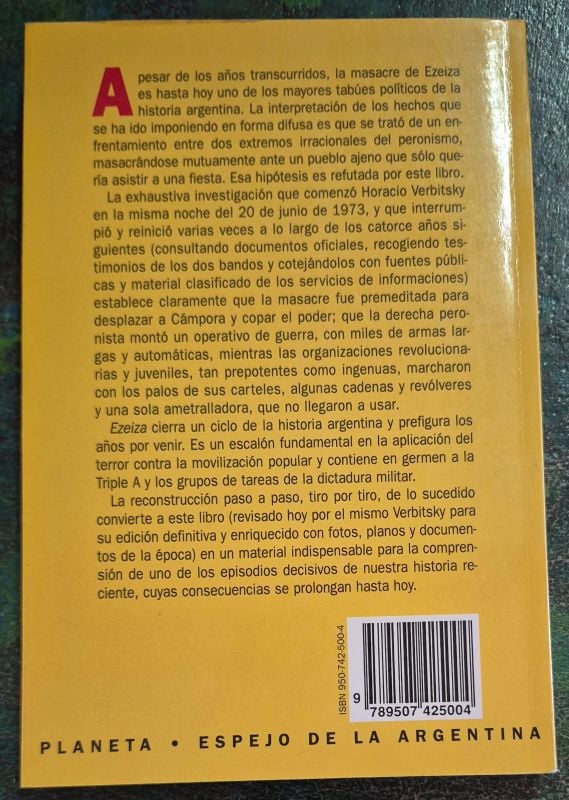 A pesar de los años transcurridos, la masacre de Ezeiza
es hasta hoy uno de los mayores tabúes políticos de la
historia argentina. La interpretación de los hechos que
se ha ido imponiendo en forma difusa es que se trató de un en-
frentamiento entre dos extremos irracionales del peronismo,
masacrándose mutuamente ante un pueblo ajeno que sólo que-
ría asistir a una fiesta. Esa hipótesis es refutada por este libro.
La exhaustiva investigación que comenzó Horacio Verbitsky
en la misma noche del 20 de junio de 1973, y que interrum-
pió y reinició varias veces a lo largo de los catorce años si-
guientes (consultando documentos oficiales, recogiendo tes-
timonios de los dos bandos y cotejándolos con fuentes públi-
cas y material clasificado de los servicios de informaciones)
establece claramente que la masacre fue premeditada para
desplazar a Cámpora y copar el poder; que la derecha pero-
nista montó un operativo de guerra, con miles de armas lar-
gas y automáticas, mientras las organizaciones revoluciona-
rias y juveniles, tan prepotentes como ingenuas, marcharon
con los palos de sus carteles, algunas cadenas y revólveres
y una sola ametralladora, que no llegaron a usar.
Ezeiza cierra un ciclo de la historia argentina y prefigura los
años por venir. Es un escalón fundamental en la aplicación del
terror contra la movilización popular y contiene en germen a la
Triple A y los grupos de tareas de la dictadura militar.
La reconstrucción paso a paso, tiro por tiro, de lo sucedido
convierte a este libro (revisado hoy por el mismo Verbitsky para
su edición definitiva y enriquecido con fotos, planos y documen-
tos de la época) en un material indispensable para la compren-
sión de uno de los episodios decisivos de nuestra historia re-
ciente, cuyas consecuencias se prolongan hasta hoy.
ISBN 950-742-500-4
9 789507 425004
PLANETA • ESPEJO DE LA ARGENTINA